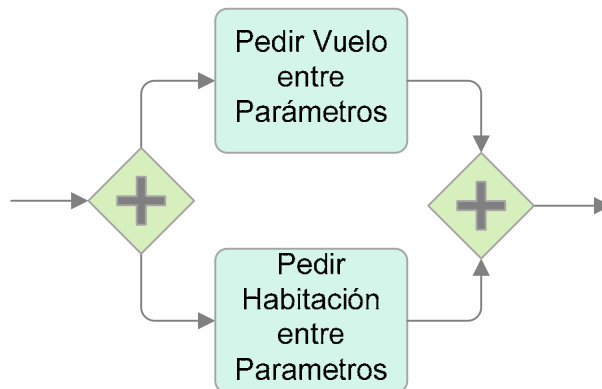 Pedir Vuelo
entre
Parámetros
Pedir
Habitación
entre
Parametros